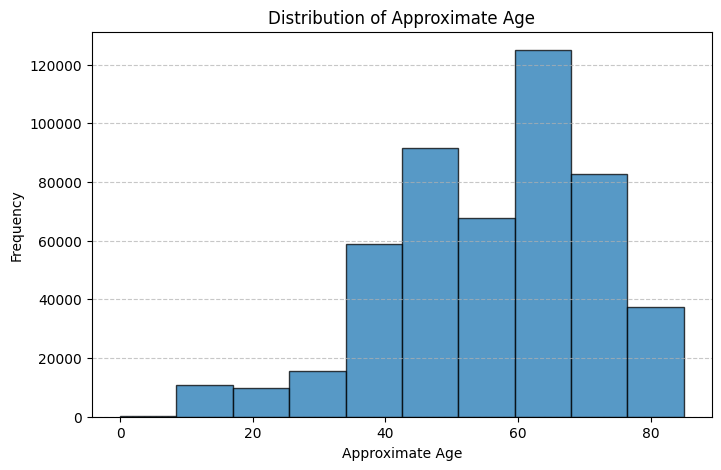 Distribution of Approximate Age
Frequency
120000
100000
80000
60000
40000
20000
0
0 20 40 60 80
Approximate Age